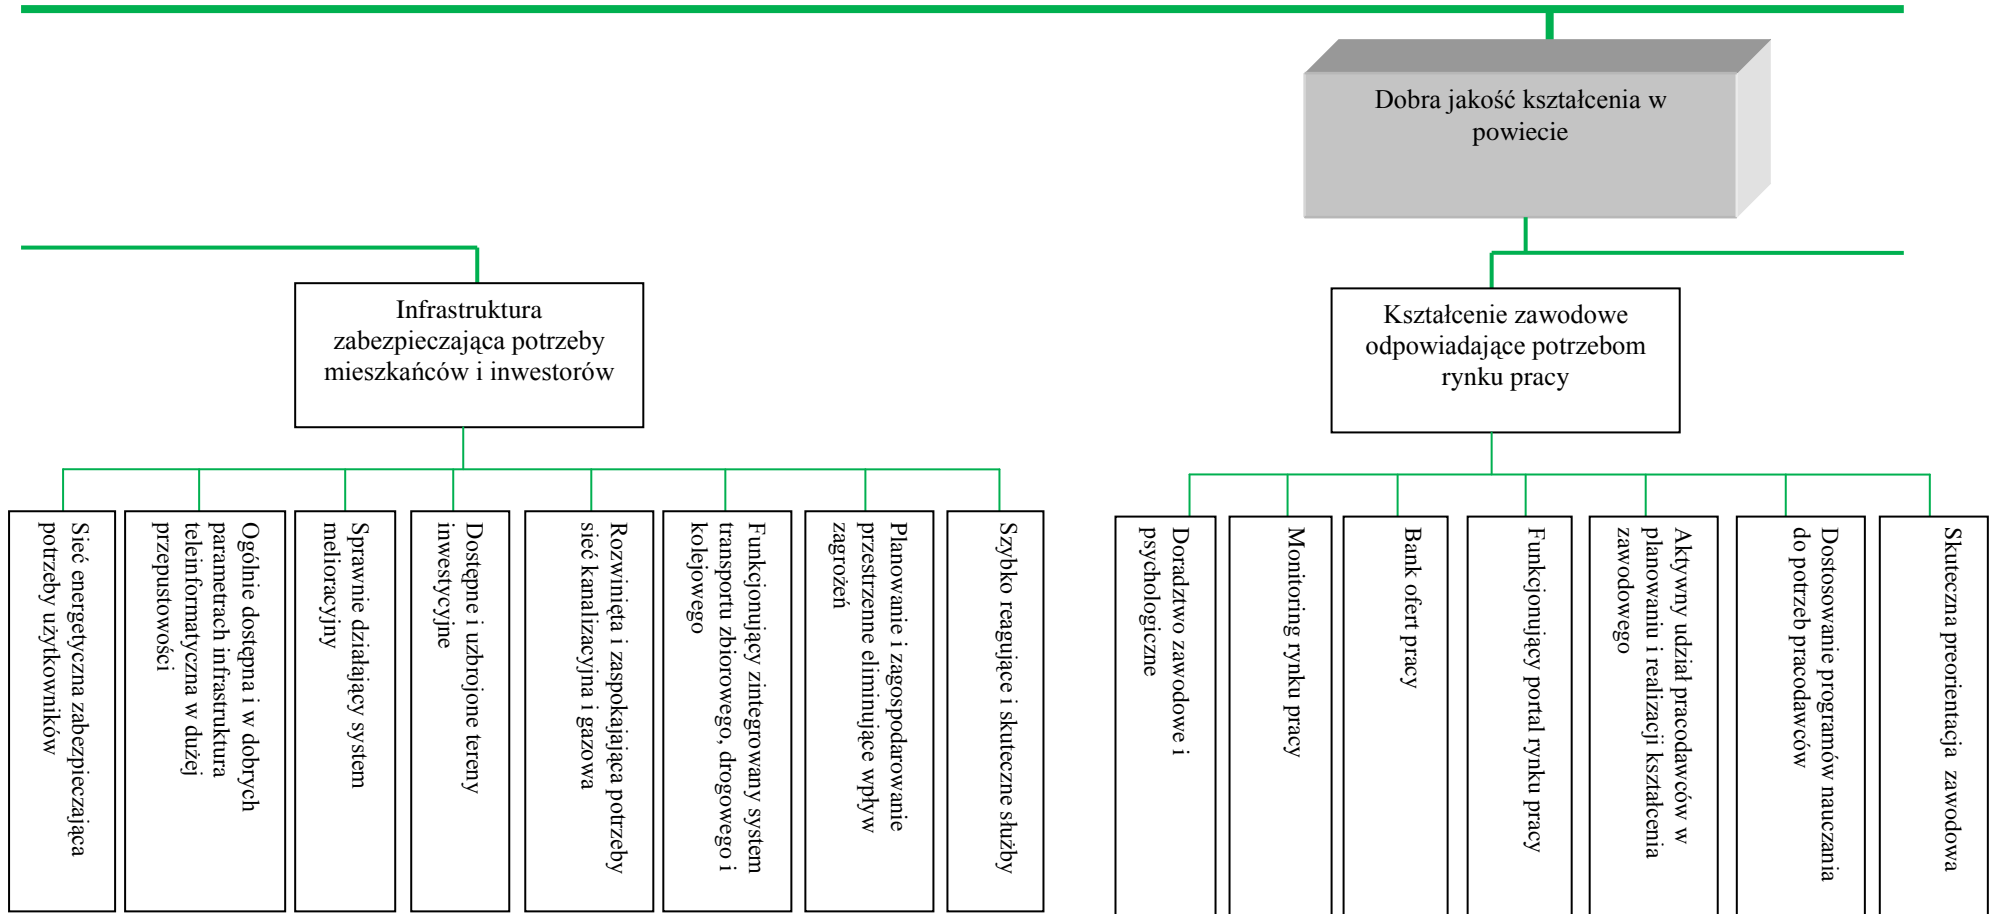 Dobra jakość kształcenia w
powiecie
Infrastruktura
zabezpieczająca potrzeby
mieszkańców i inwestorów
Kształcenie zawodowe
odpowiadające potrzebom
rynku pracy
Sieć energetyczna zabezpieczająca
potrzeby użytkowników
Ogólnie dostępna i w dobrych
parametrach infrastruktura
teleinformatyczna w dużej
przepustowości
Sprawnie działający system
melioracyjny
Dostępne i uzbrojone tereny
inwestycyjne
Rozwinięta i zaspokajająca potrzeby
sieć kanalizacyjna i gazowa
Funkcjonujący zintegrowany system
transportu zbiorowego, drogowego i
kolejowego
Planowanie i zagospodarowanie
przestrzenne eliminujące wpływ
zagrożeń
Szybko reagujące i skuteczne służby
Doradztwo zawodowe i
psychologiczne
Monitoring rynku pracy
Bank ofert pracy
Funkcjonujący portal rynku pracy
Aktywny udział pracodawców w
planowaniu i realizacji kształcenia
zawodowego
Dostosowanie programów nauczania
do potrzeb pracodawców
Skuteczna preorientacja zawodowa